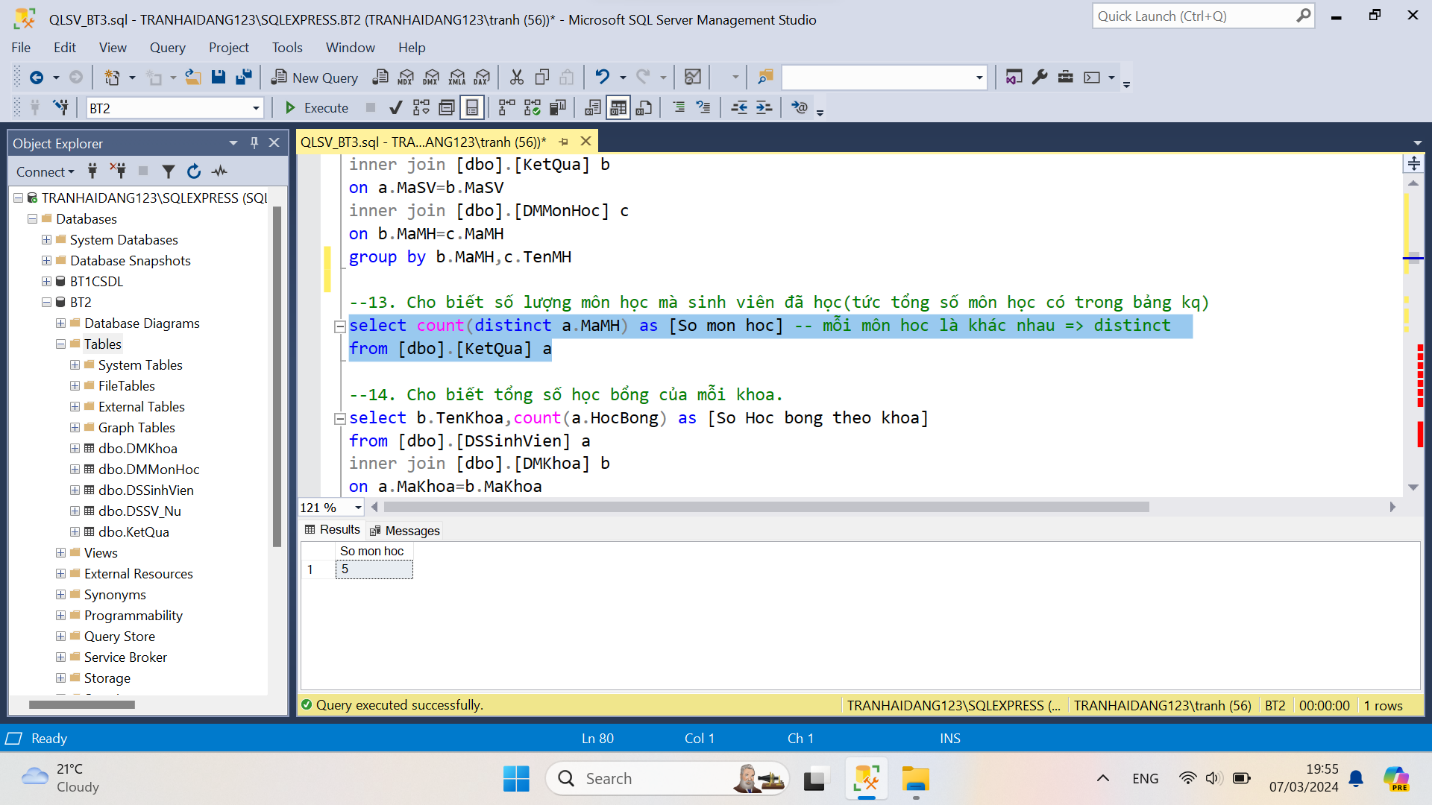 QLSV_BT3.sql - TRANHAIDANG123\SQLEXPRESS.BT2 (TRANHAIDANG123\tranh (56))* - Microsoft SQL Server Management Studio
Quick Launch (Ctrl+Q)
File Edit View Query Project Tools Window Help
New Query
MDX DMX XMLA DAX
BT2
Execute
Object Explorer
Connect
TRANHAIDANG123\SQLEXPRESS (SQL
Databases
System Databases
Database Snapshots
BT1CSDL
BT2
Database Diagrams
Tables
System Tables
FileTables
External Tables
Graph Tables
dbo.DMKhoa
dbo.DMMonHoc
dbo.DSSinhVien
dbo.DSSV_Nu
dbo.KetQua
Views
External Resources
Synonyms
Programmability
Query Store
Service Broker
Storage
QLSV_BT3.sql - TRA...ANG123\tranh (56))*
inner join [dbo].[KetQua] b
on a.MaSV=b.MaSV
inner join [dbo].[DMMonHoc] c
on b.MaMH=c.MaMH
group by b.MaMH,c.TenMH
--13. Cho biết số lượng môn học mà sinh viên đã học(tức tổng số môn học có trong bảng kq)
select count(distinct a.MaMH) as [So mon hoc] -- mỗi môn hoc là khác nhau => distinct
from [dbo].[KetQua] a
--14. Cho biết tổng số học bổng của mỗi khoa.
select b.TenKhoa,count(a.HocBong) as [So Hoc bong theo khoa]
from [dbo].[DSSinhVien] a
inner join [dbo].[DMKhoa] b
on a.MaKhoa=b.MaKhoa
121 %
Results Messages
So mon hoc
1 5
Query executed successfully.
TRANHAIDANG123\SQLEXPRESS (... TRANHAIDANG123\tranh (56) BT2 00:00:00 1 rows
Ready Ln 80 Col 1 Ch 1 INS
21°C
Cloudy
Search
ENG
19:55
07/03/2024
PRE